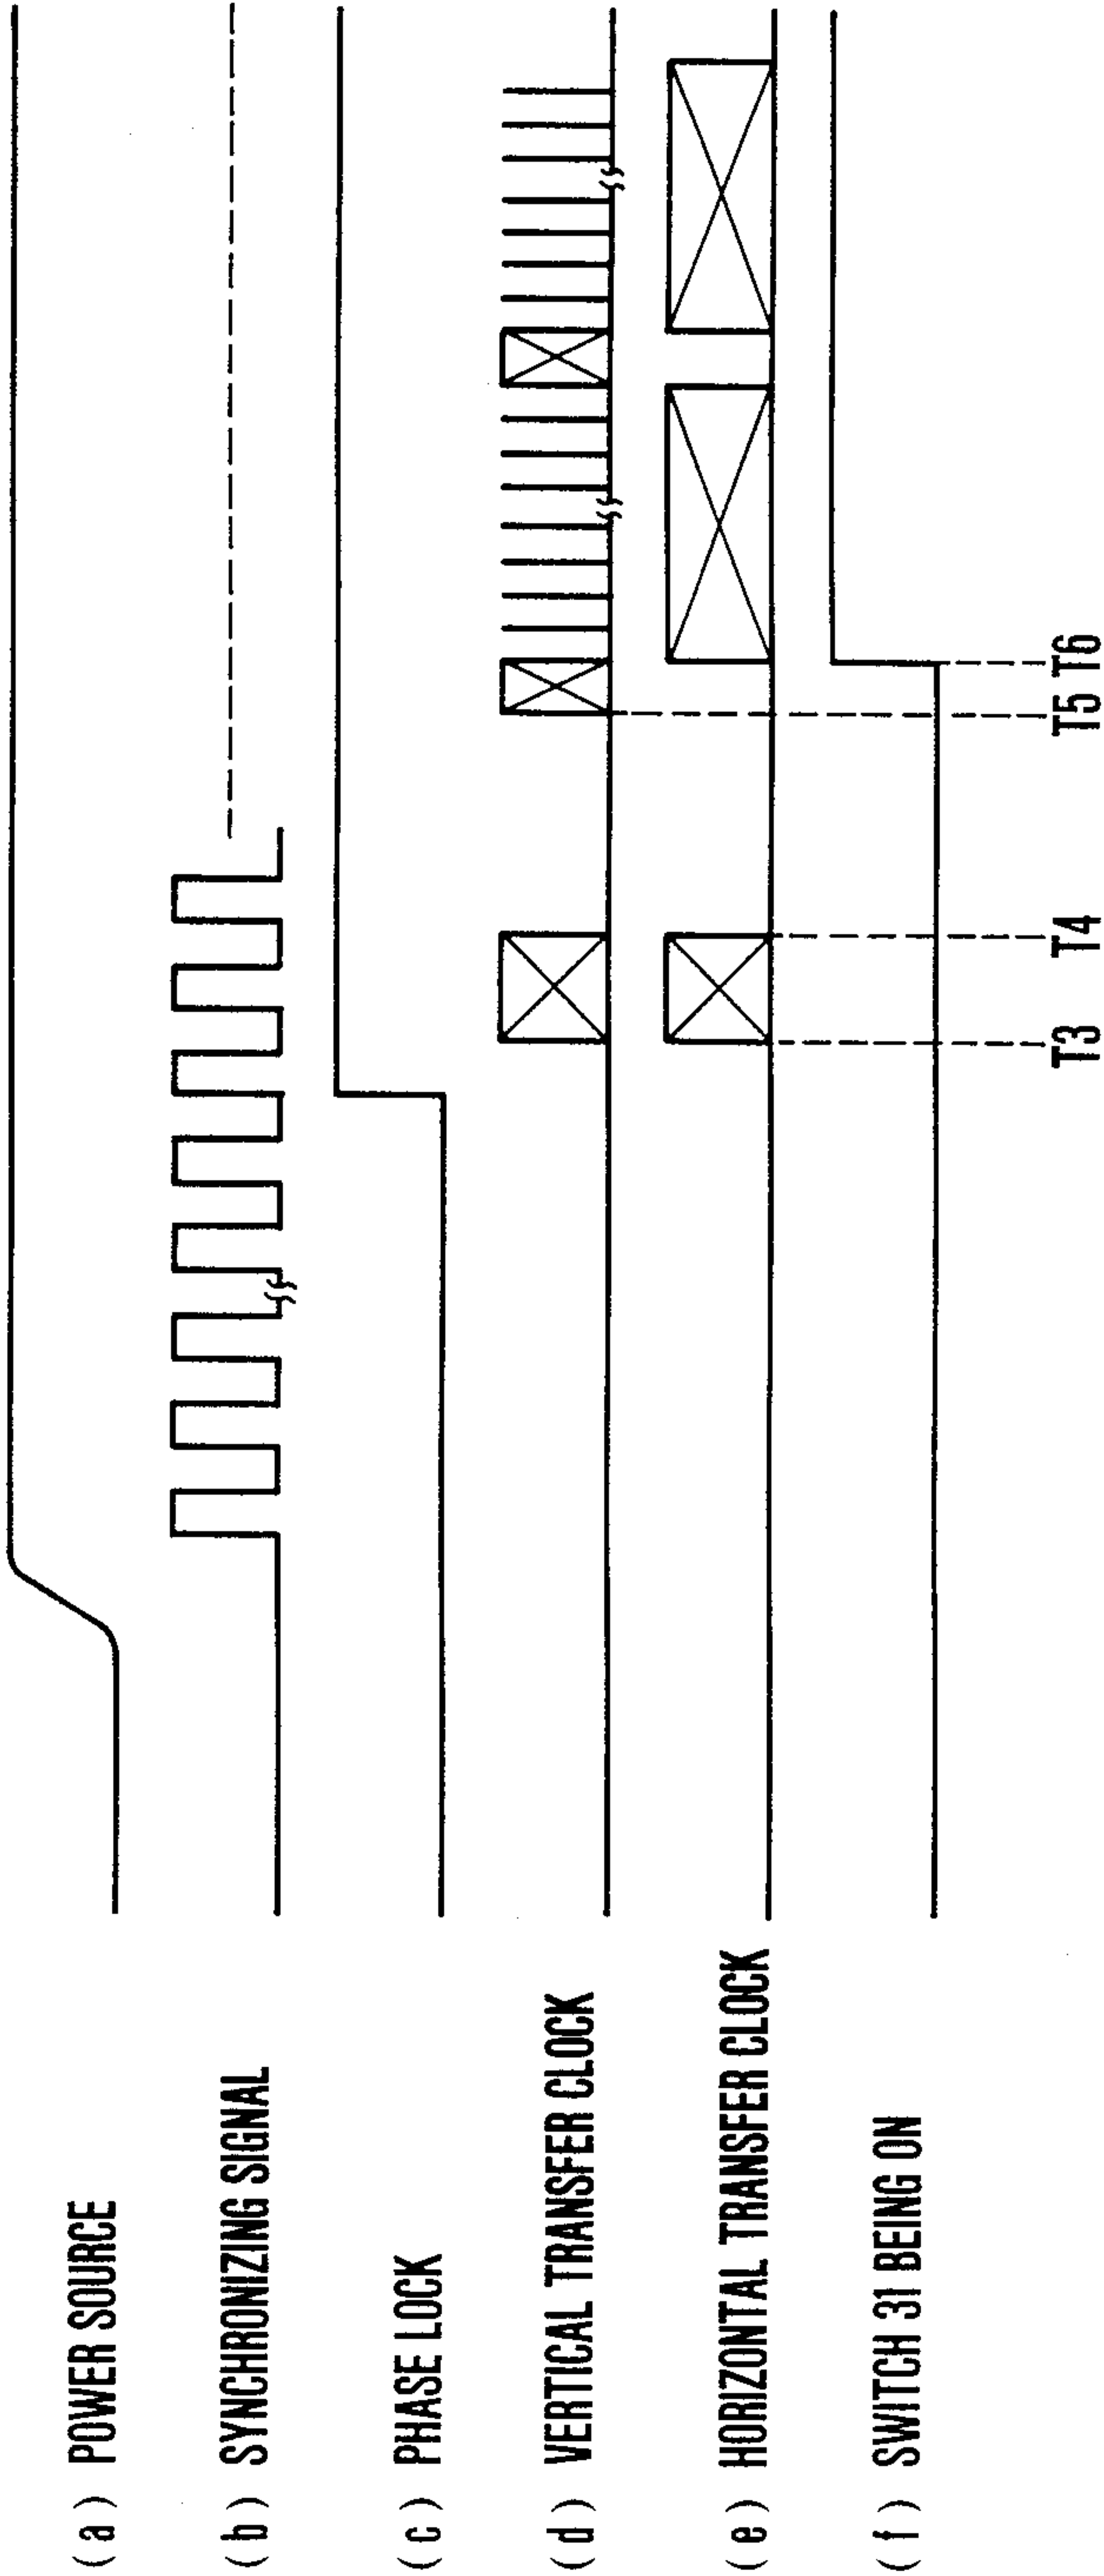 ( a ) POWER SOURCE
( b ) SYNCHRONIZING SIGNAL
( c ) PHASE LOCK
( d ) VERTICAL TRANSFER CLOCK
( e ) HORIZONTAL TRANSFER CLOCK
( f ) SWITCH 31 BEING ON
T3 T4 T5 T6